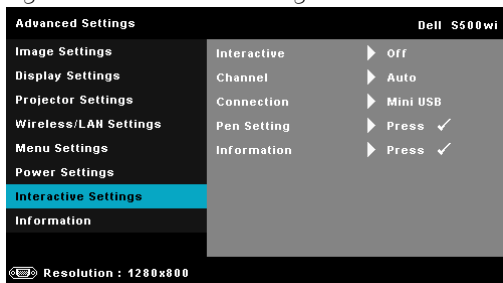 Advanced Settings Dell S500wi
Image Settings Interactive Off
Display Settings Channel Auto
Projector Settings Connection Mini USB
Wireless/LAN Settings Pen Setting Press ✓
Menu Settings Information Press ✓
Power Settings
Interactive Settings
Information
Resolution : 1280x800